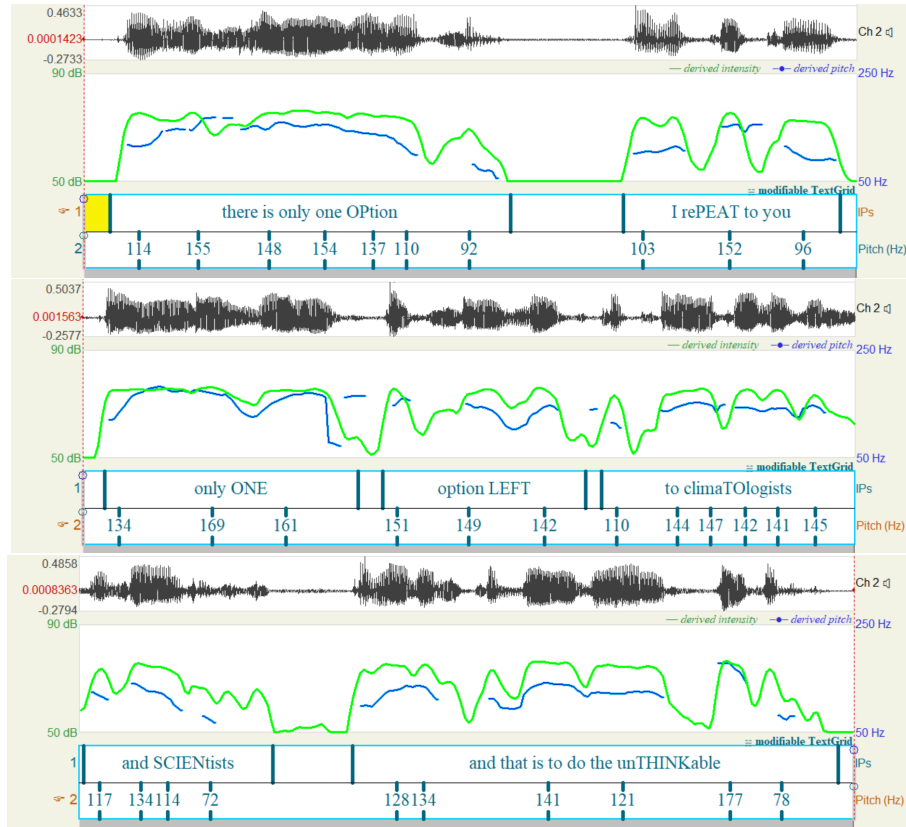 0.4633
0.0001423
-0.2733
Ch 2
90 dB
derived intensity derived pitch
250 Hz
50 dB
50 Hz
modifiable TextGrid
1 there is only one OPtion I rePEAT to you IPs
2 114 155 148 154 137 110 92 103 152 96 Pitch (Hz)
0.5037
0.001563
-0.2577
Ch 2
90 dB
derived intensity derived pitch
250 Hz
50 dB
50 Hz
modifiable TextGrid
1 only ONE option LEFT to climaTOlogists IPs
2 134 169 161 151 149 142 110 144 147 142 141 145 Pitch (Hz)
0.4858
0.0008363
-0.2794
Ch 2
90 dB
derived intensity derived pitch
250 Hz
50 dB
50 Hz
modifiable TextGrid
1 and SCIENtists and that is to do the unTHINKable IPs
2 117 134 114 72 128 134 141 121 177 78 Pitch (Hz)